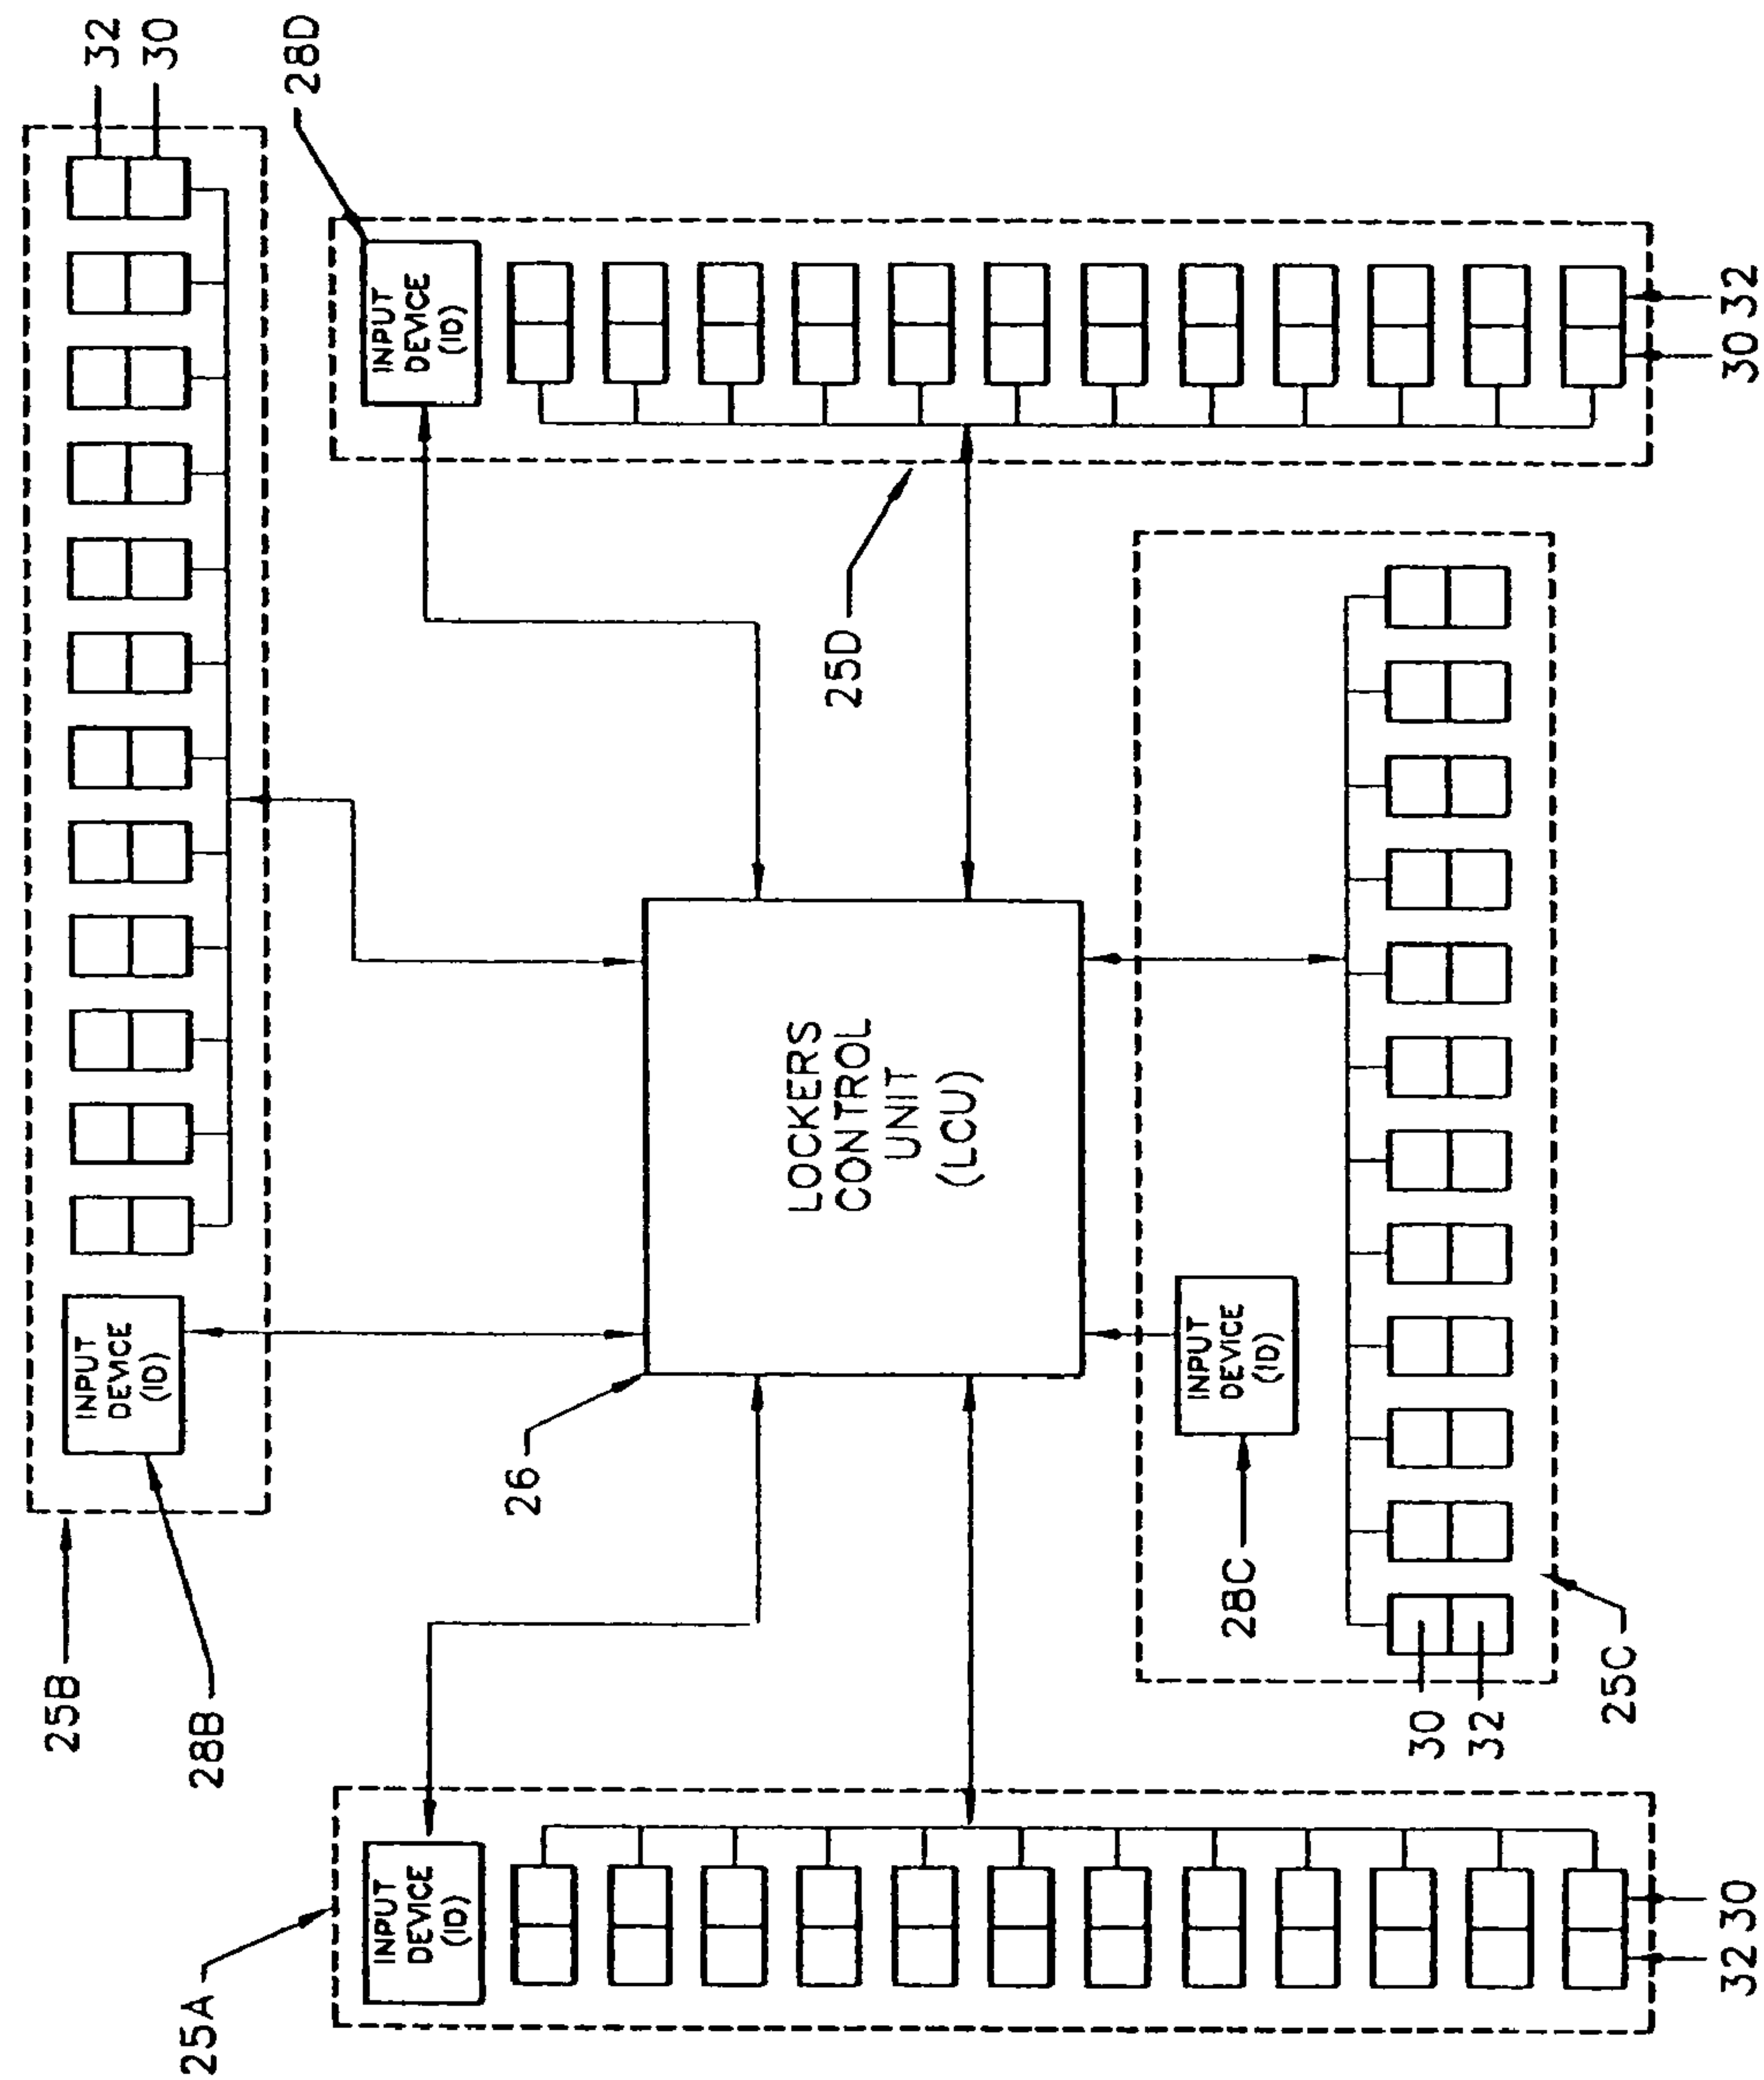 25B
INPUT
DEVICE
(ID)
32
30
25A
28B
28D
INPUT
DEVICE
(ID)
INPUT
DEVICE
(ID)
26
LOCKERS
CONTROL
UNIT
(LCU)
25D
INPUT
DEVICE
(ID)
28C
30
32
25C
32 30
30 32